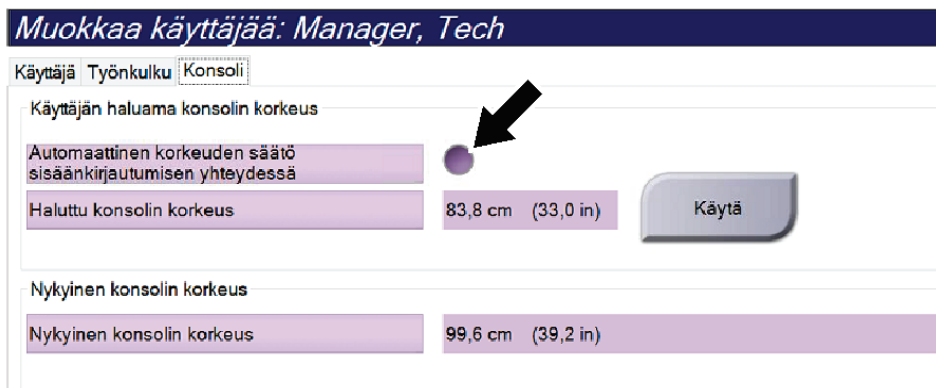 Muokkaa käyttäjää: Manager, Tech
Käyttäjä Työnkulku Konsoli
Käyttäjän haluama konsolin korkeus
Automaattinen korkeuden säätö
sisäänkirjautumisen yhteydessä
Haluttu konsolin korkeus 83,8 cm (33,0 in) Käytä
Nykyinen konsolin korkeus
Nykyinen konsolin korkeus 99,6 cm (39,2 in)